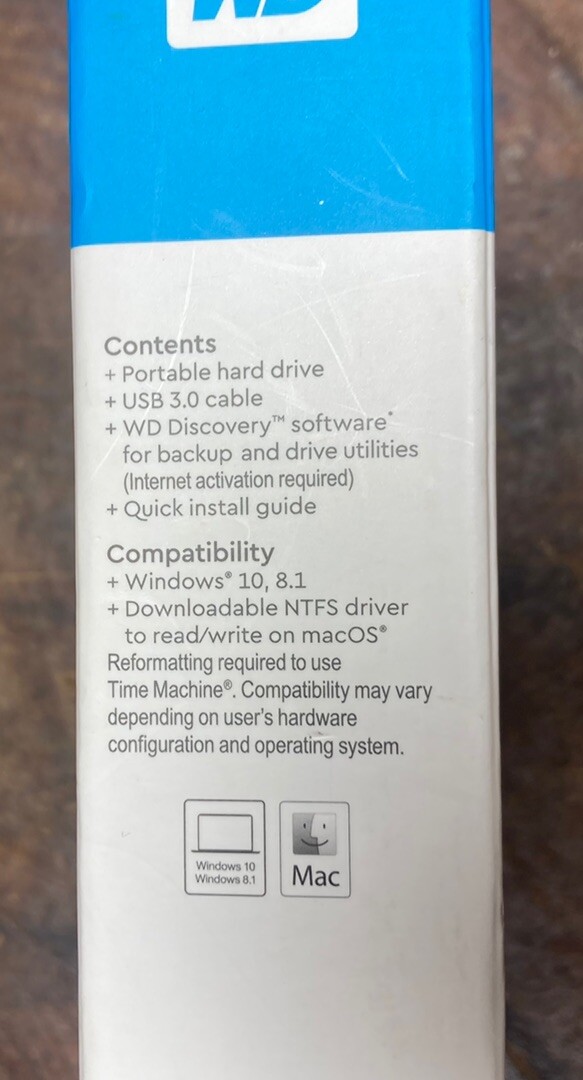 WD
Contents
+ Portable hard drive
+ USB 3.0 cable
+ WD Discovery™ software*
for backup and drive utilities
(Internet activation required)
+ Quick install guide
Compatibility
+ Windows® 10, 8.1
+ Downloadable NTFS driver
to read/write on macOS®
Reformatting required to use
Time Machine®. Compatibility may vary
depending on user's hardware
configuration and operating system.
Windows 10
Windows 8.1
Mac